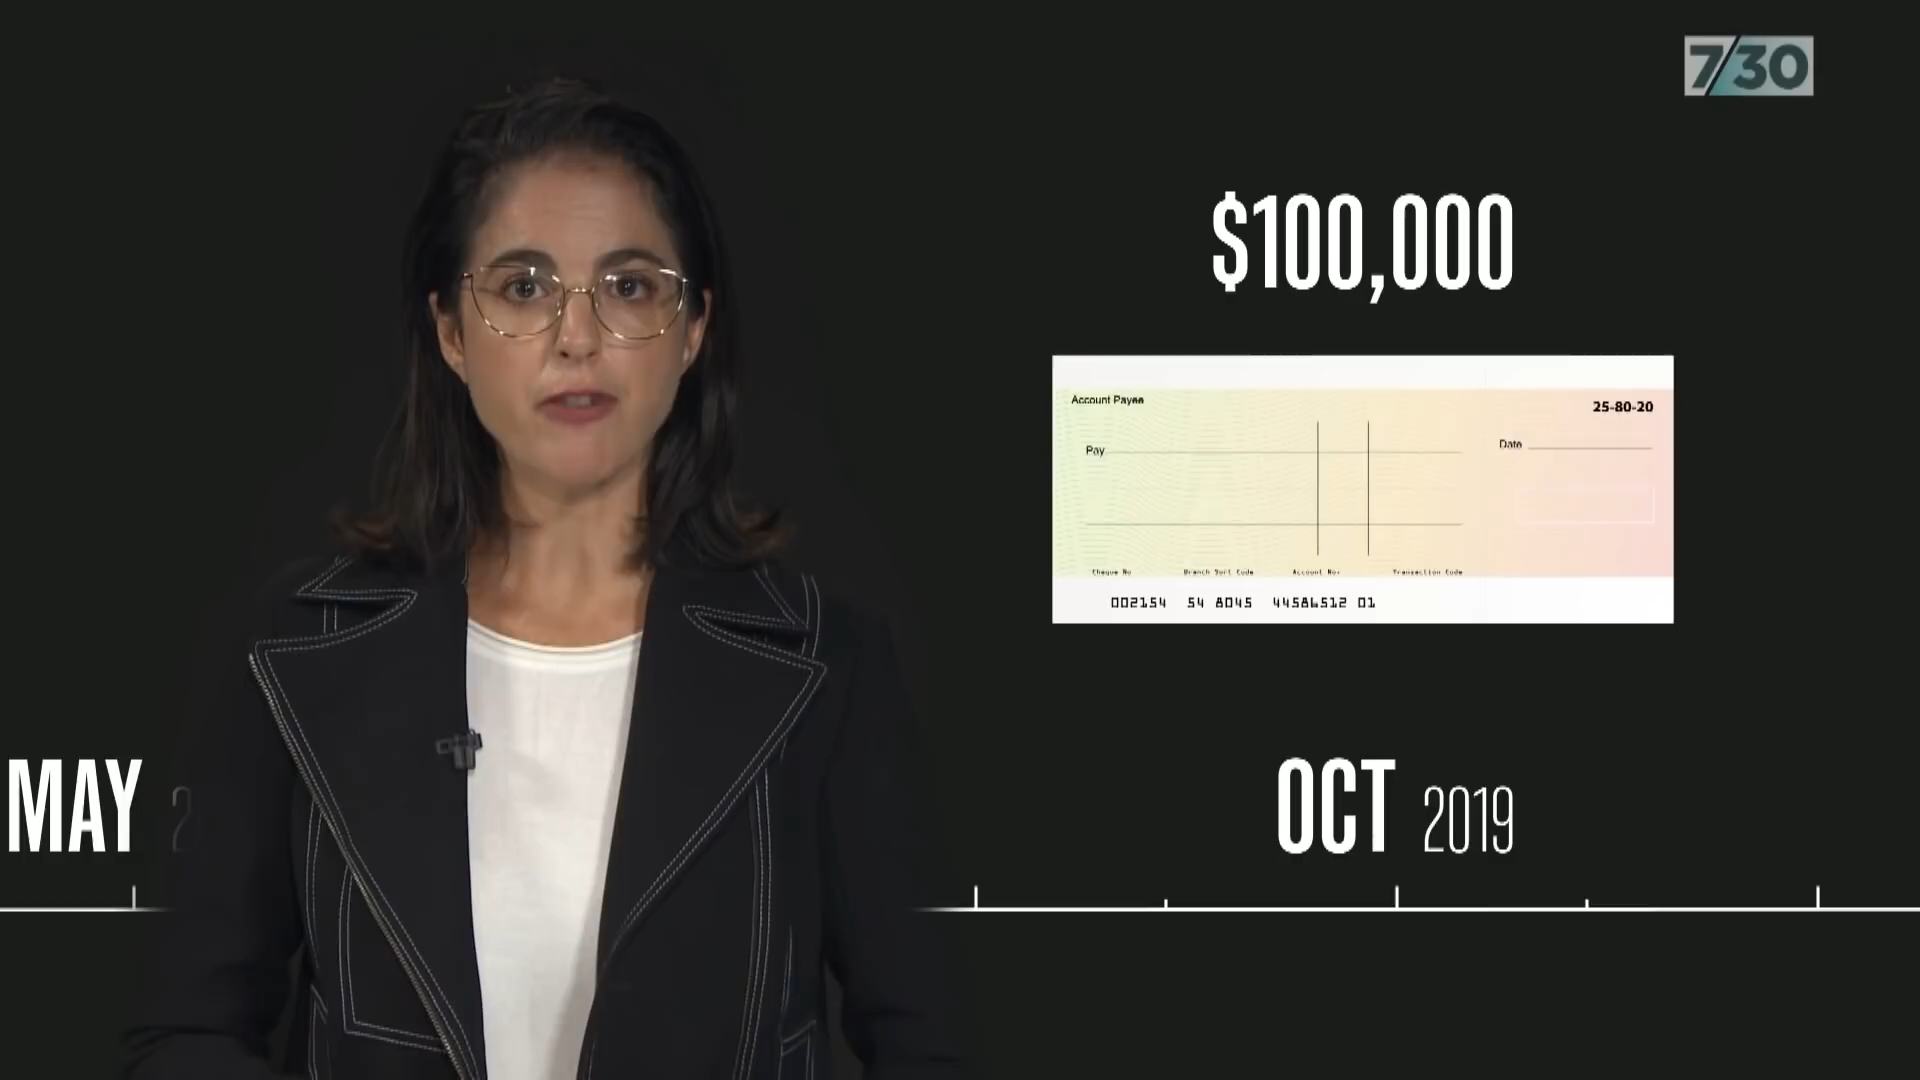 7/30
$100,000
Account Payee
25-80-20
Pay
Date
Cheque No
Branch Sort Code
Account No.
Transaction Code
002154 54 8045 44586512 01
MAY 2
OCT 2019